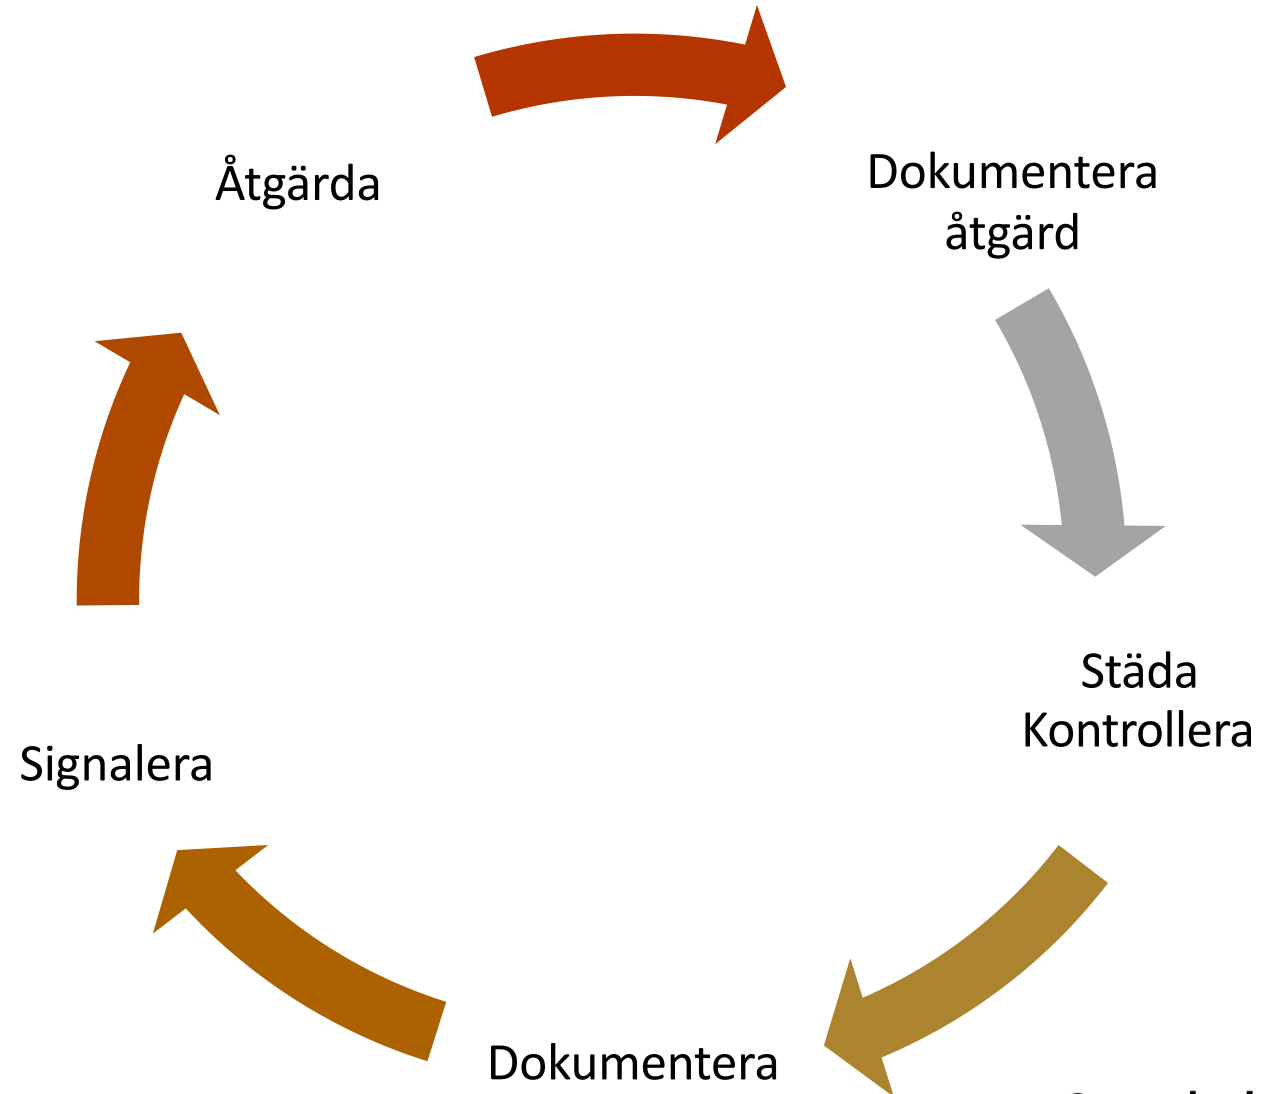 Åtgärda
Dokumentera
åtgärd
Städa
Kontrollera
Signalera
Dokumentera